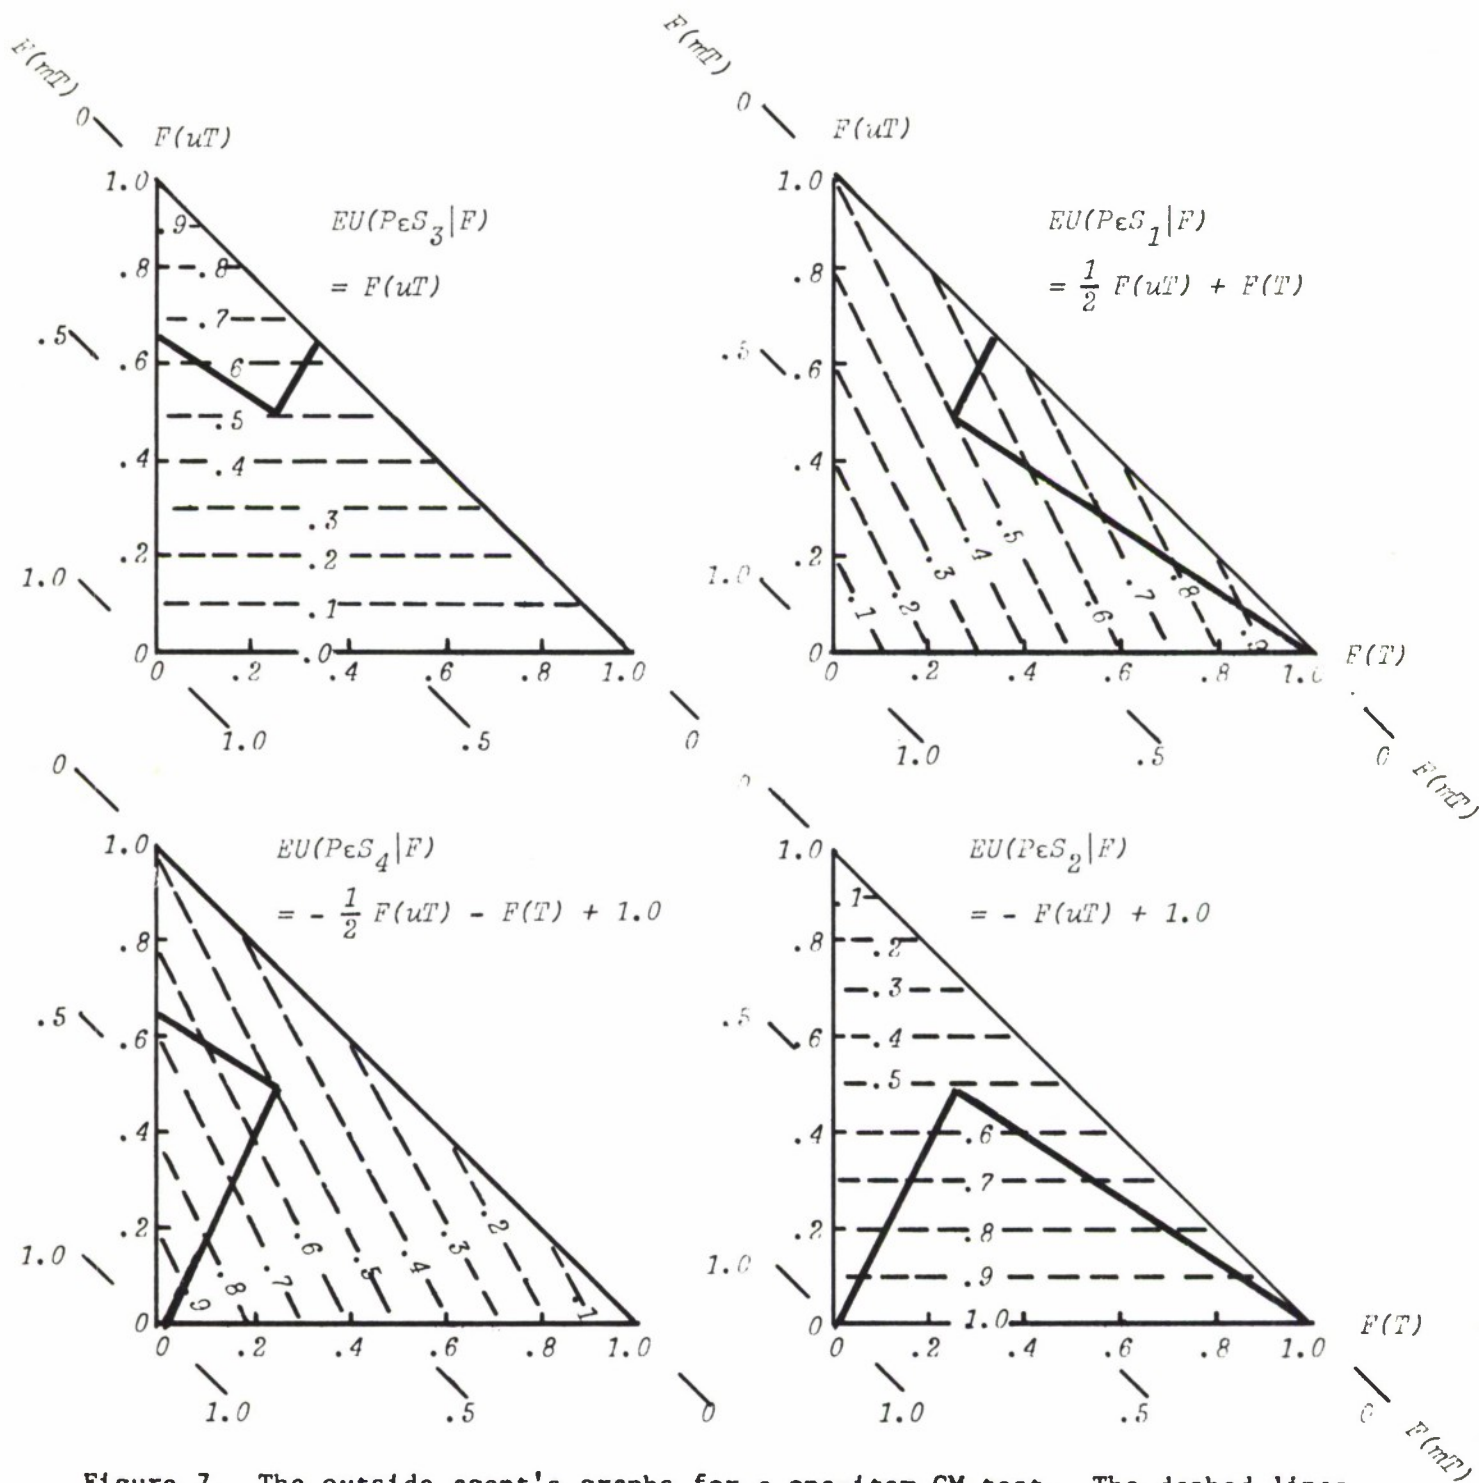 F(mT)
0
F(uT)
1.0
EU(PεS3|F)
= F(uT)
.9
.8
.8
.7
.5
.6
.6
.5
.4
.4
.3
.2
.2
1.0
.1
0
.0
0 .2 .4 .6 .8 1.0
1.0 .5 0
F(mT)
0
F(uT)
1.0
EU(PεS1|F)
= 1/2 F(uT) + F(T)
.8
.5
.6
.4
.2
1.0
0
.1 .2 .3 .4 .5 .6 .7 .8 .9
F(T)
0 .2 .4 .6 .8 1.0
1.0 .5 0
F(mT)
0
1.0
EU(PεS4|F)
= - 1/2 F(uT) - F(T) + 1.0
.8
.5
.6
.4
.2
1.0
0
.9 .8 .7 .6 .5 .4 .3 .2 .1
0 .2 .4 .6 .8 1.0
1.0 .5 0
0
1.0
EU(PεS2|F)
= - F(uT) + 1.0
.1
.8
.2
.3
.5
.6
.4
.5
.4
.6
.7
.2
.8
1.0
.9
0
1.0
F(T)
0 .2 .4 .6 .8 1.0
1.0 .5 0
F(mT)
Figure 7. The outside agent's graphs for a one-item CM test. The dashed lines